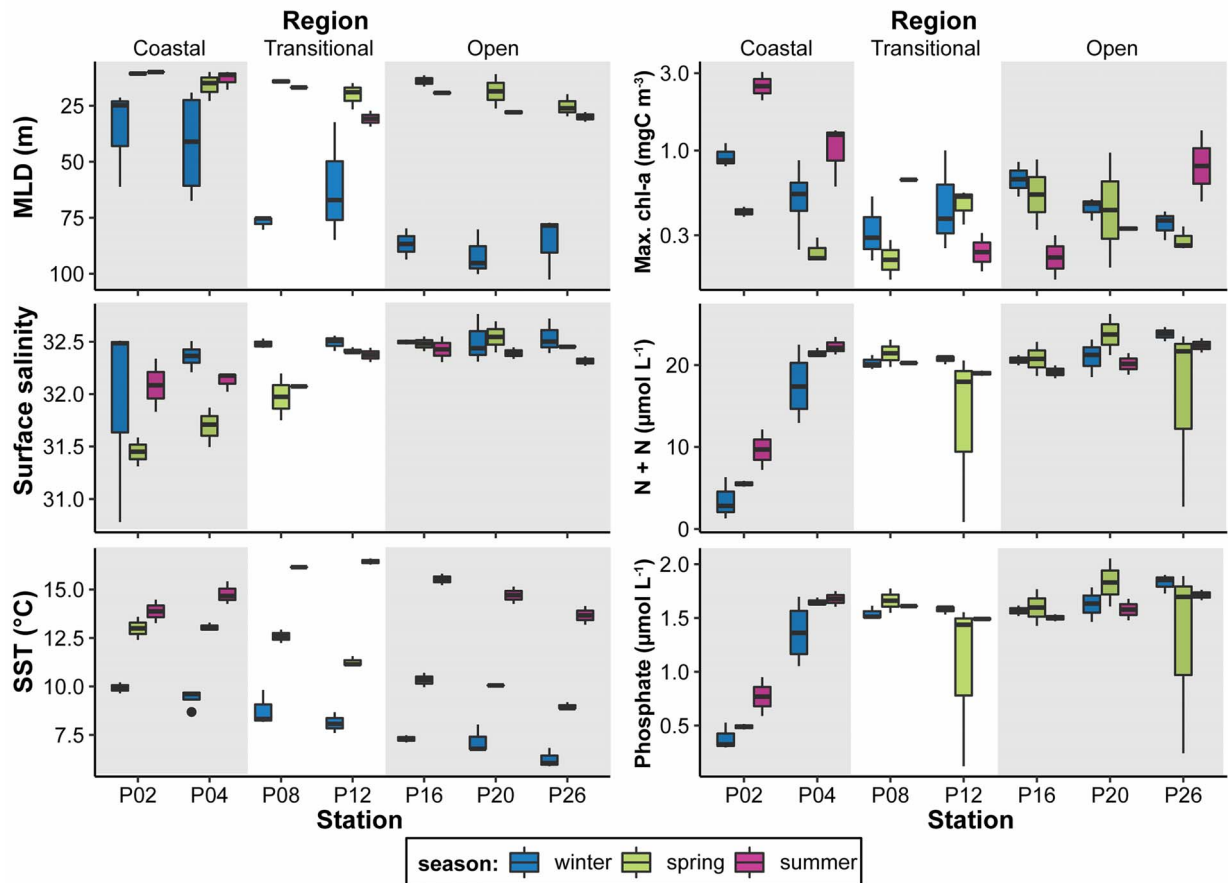 Region
Coastal Transitional Open
MLD (m)
25
50
75
100
Surface salinity
32.5
32.0
31.5
31.0
SST (°C)
15.0
12.5
10.0
7.5
P02 P04 P08 P12 P16 P20 P26
Station
Region
Coastal Transitional Open
Max. chl-a (mgC m⁻³)
3.0
1.0
0.3
N + N (µmol L⁻¹)
20
10
0
Phosphate (µmol L⁻¹)
2.0
1.5
1.0
0.5
P02 P04 P08 P12 P16 P20 P26
Station
season: winter spring summer